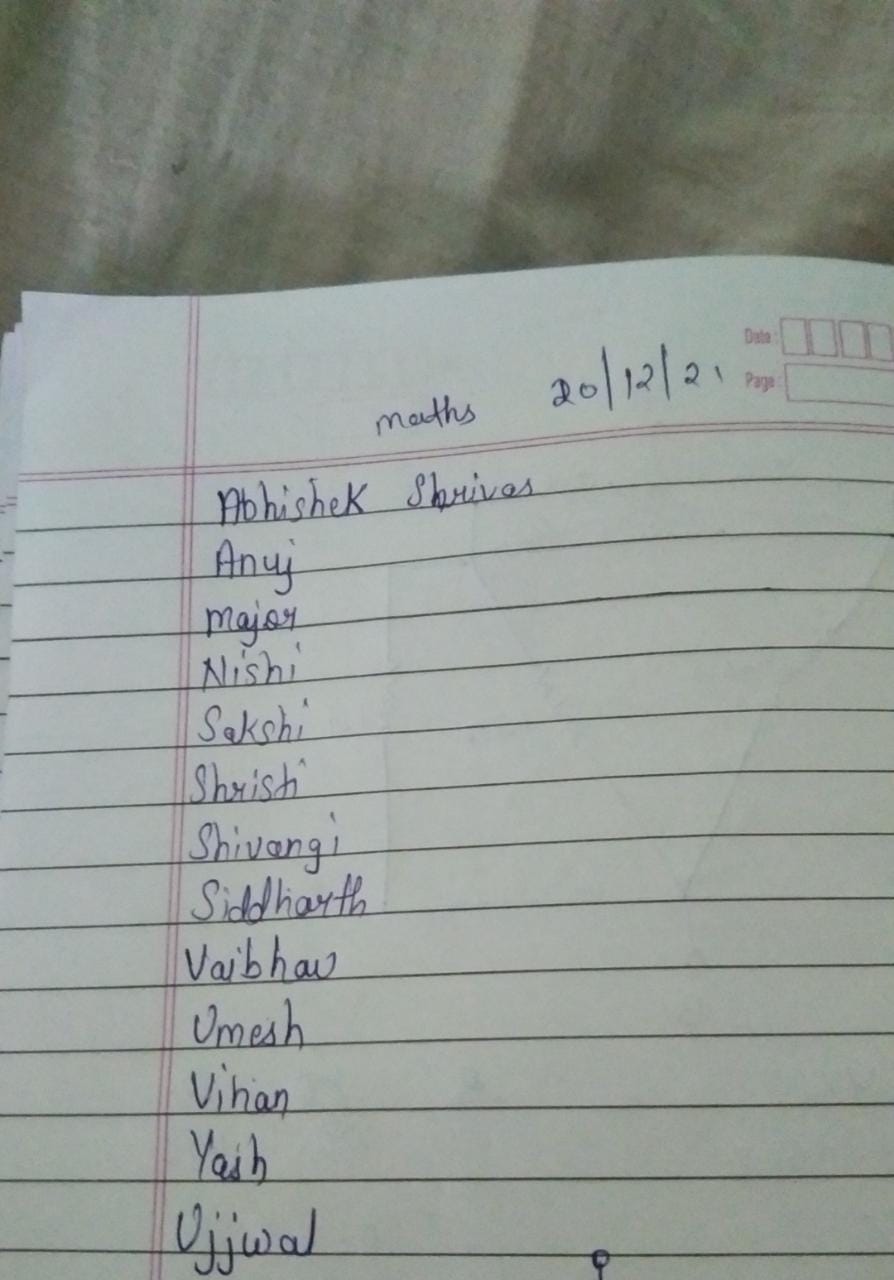 Date:
maths 20/12/21
Page:
Abhishek Shrivas
Anuj
Major
Nishi
Sakshi
Shristi
Shivangi
Siddharth
Vaibhav
Umesh
Vihan
Yash
Ujjwal